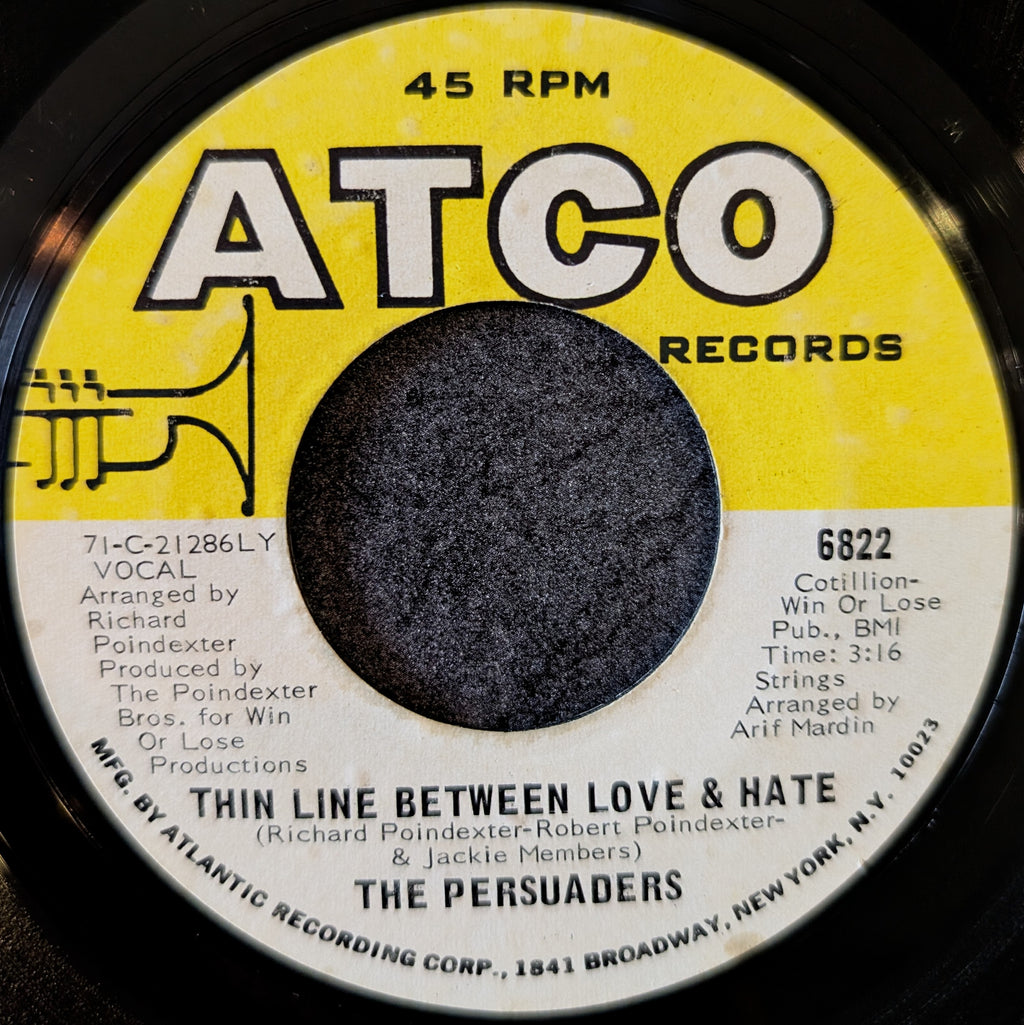 45 RPM
ATCO
RECORDS
71-C-21286LY
VOCAL
Arranged by
Richard
Poindexter
Produced by
The Poindexter
Bros. for Win
Or Lose
Productions
6822
Cotillion-
Win Or Lose
Pub., BMI
Time: 3:16
Strings
Arranged by
Arif Mardin
THIN LINE BETWEEN LOVE & HATE
(Richard Poindexter-Robert Poindexter-
& Jackie Members)
THE PERSUADERS
MFG. BY ATLANTIC RECORDING CORP., 1841 BROADWAY, NEW YORK, N.Y. 10023